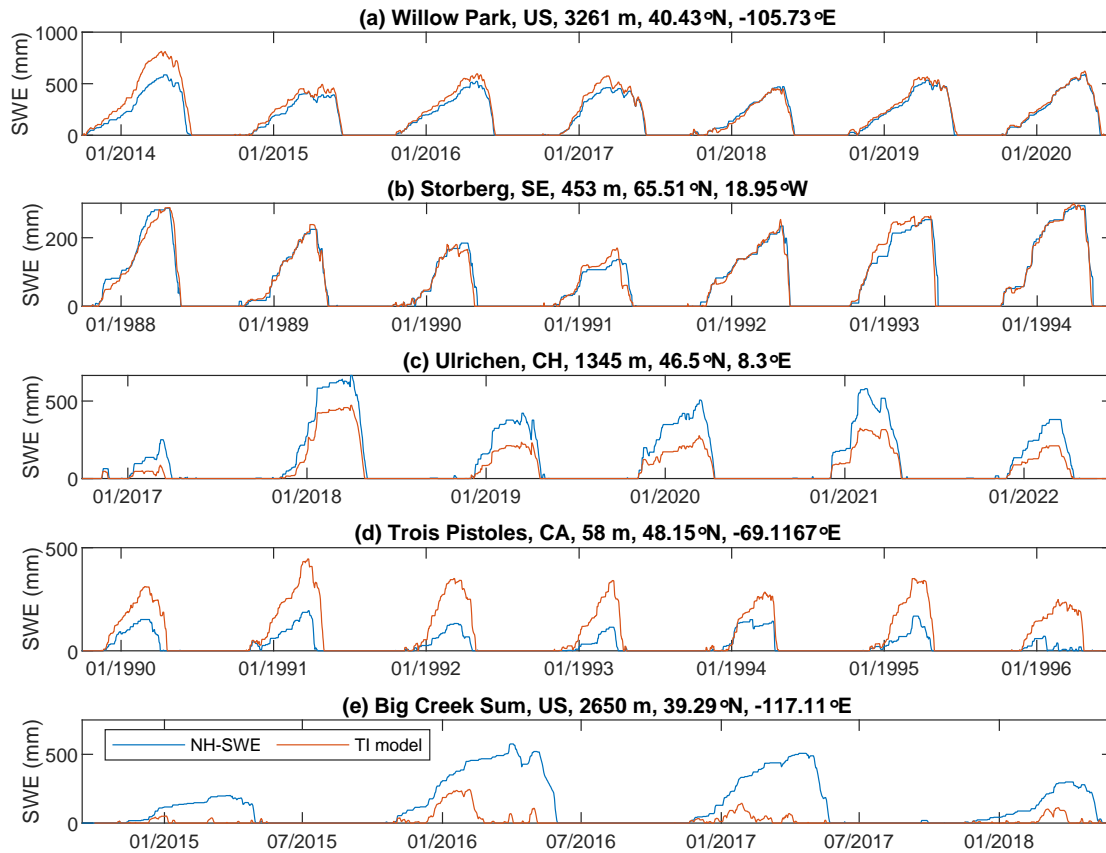 (a) Willow Park, US, 3261 m, 40.43°N, -105.73°E
SWE (mm)
1000
500
0
01/2014 01/2015 01/2016 01/2017 01/2018 01/2019 01/2020
(b) Storberg, SE, 453 m, 65.51°N, 18.95°W
SWE (mm)
200
0
01/1988 01/1989 01/1990 01/1991 01/1992 01/1993 01/1994
(c) Ulrichen, CH, 1345 m, 46.5°N, 8.3°E
SWE (mm)
500
0
01/2017 01/2018 01/2019 01/2020 01/2021 01/2022
(d) Trois Pistoles, CA, 58 m, 48.15°N, -69.1167°E
SWE (mm)
500
0
01/1990 01/1991 01/1992 01/1993 01/1994 01/1995 01/1996
(e) Big Creek Sum, US, 2650 m, 39.29°N, -117.11°E
SWE (mm)
NH-SWE TI model
500
0
01/2015 07/2015 01/2016 07/2016 01/2017 07/2017 01/2018